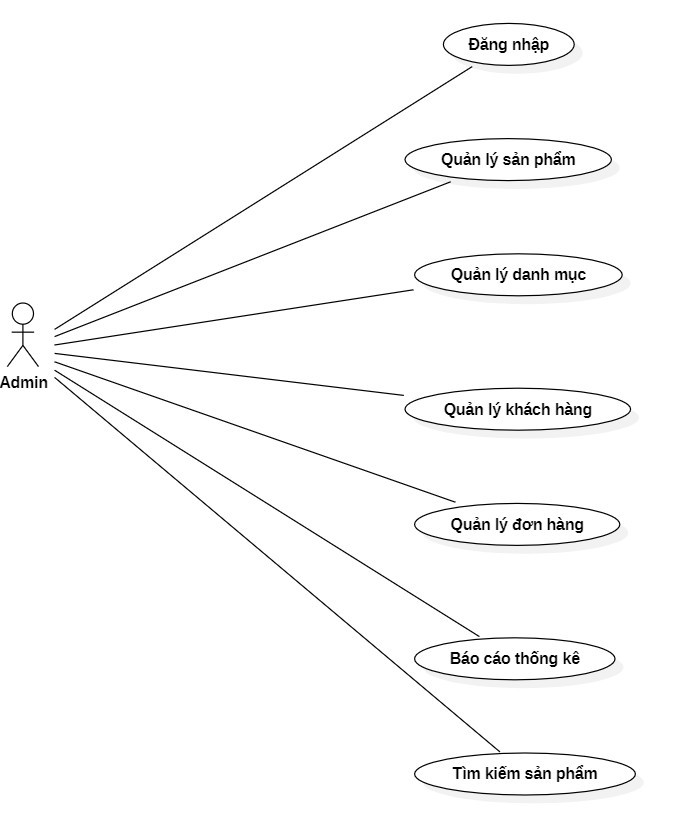 Đăng nhập
Quản lý sản phẩm
Quản lý danh mục
Admin
Quản lý khách hàng
Quản lý đơn hàng
Báo cáo thống kê
Tìm kiếm sản phẩm